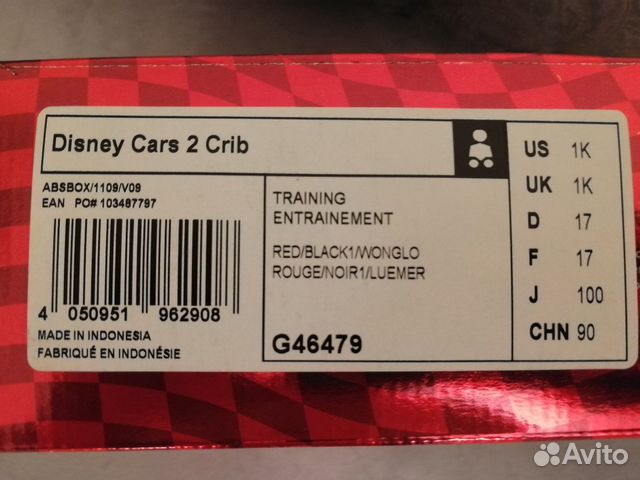 Disney Cars 2 Crib
ABSBOX/1109/V09
EAN PO# 103487797
4 050951 962908
MADE IN INDONESIA
FABRIQUÉ EN INDONÉSIE
TRAINING
ENTRAINEMENT
RED/BLACK1/WONGLO
ROUGE/NOIR1/LUEMER
G46479
US 1K
UK 1K
D 17
F 17
J 100
CHN 90
Avito